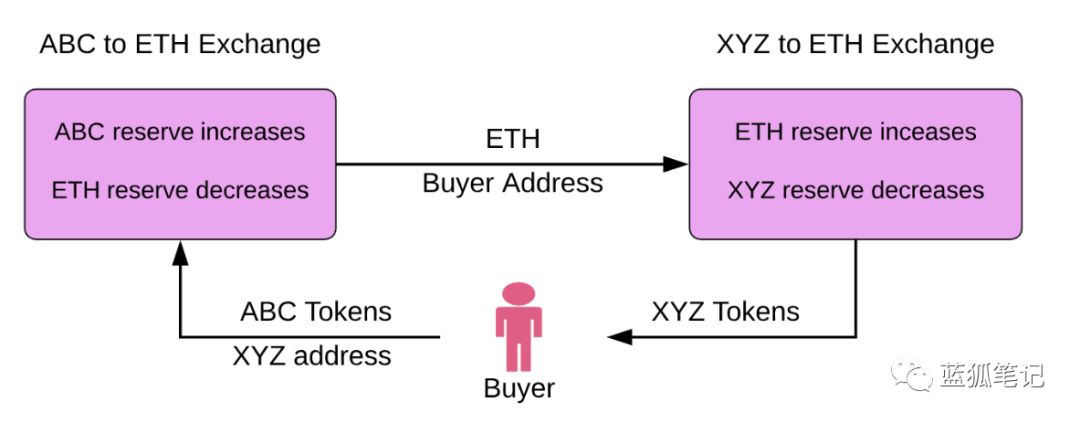 ABC to ETH Exchange
XYZ to ETH Exchange
ABC reserve increases
ETH reserve decreases
ETH
Buyer Address
ETH reserve inceases
XYZ reserve decreases
ABC Tokens
XYZ address
Buyer
XYZ Tokens
蓝狐笔记